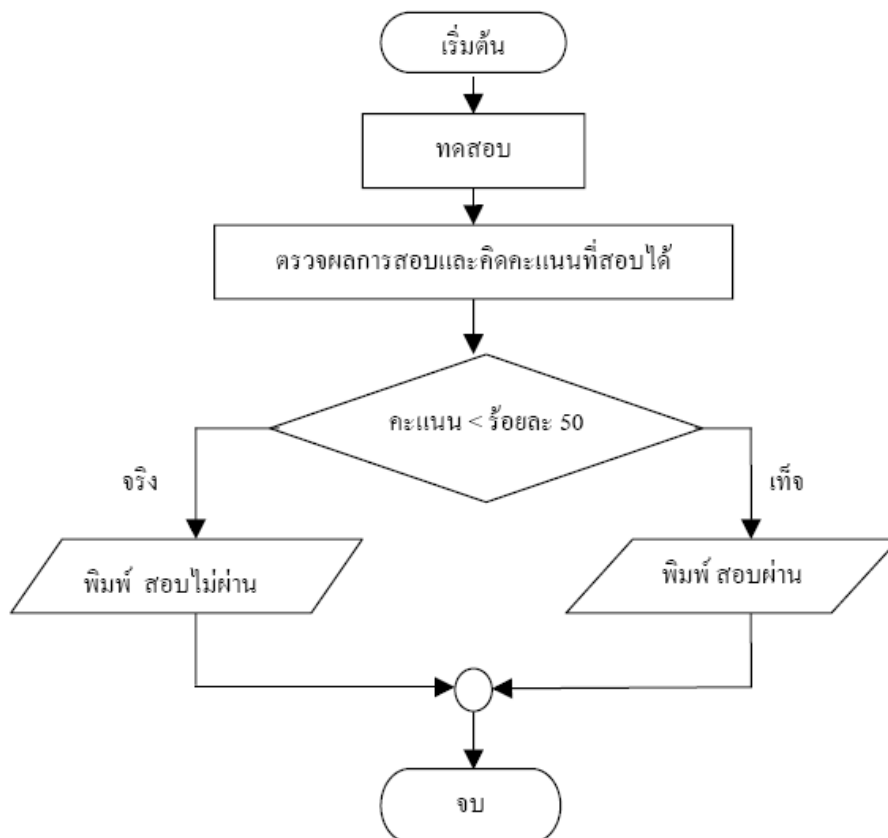 เริ่มต้น
ทดสอบ
ตรวจผลการสอบและคิดคะแนนที่สอบได้
คะแนน < ร้อยละ 50
จริง
เท็จ
พิมพ์ สอบไม่ผ่าน
พิมพ์ สอบผ่าน
จบ